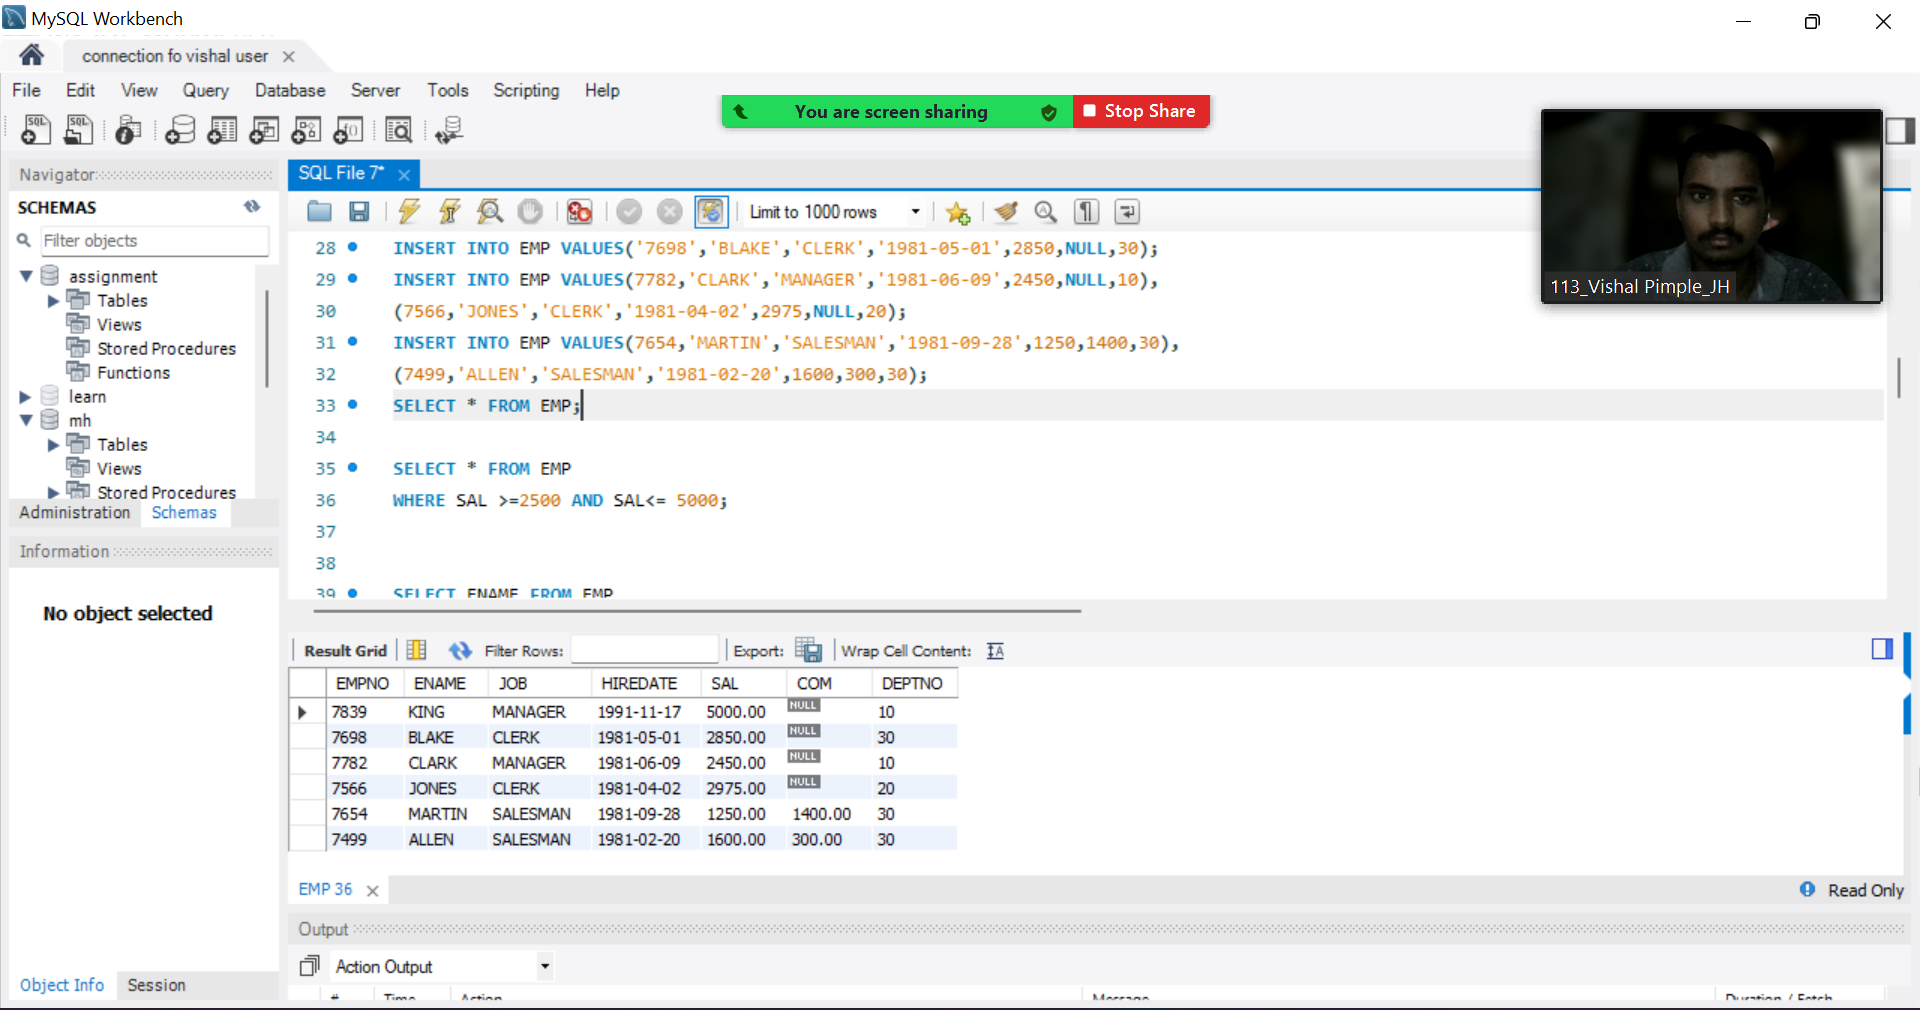 MySQL Workbench
connection fo vishal user
File Edit View Query Database Server Tools Scripting Help
You are screen sharing
Stop Share
113_Vishal Pimple_JH
Navigator
SCHEMAS
Filter objects
assignment
Tables
Views
Stored Procedures
Functions
learn
mh
Tables
Views
Stored Procedures
Administration Schemas
Information
No object selected
Object Info Session
SQL File 7*
Limit to 1000 rows
28 INSERT INTO EMP VALUES('7698','BLAKE','CLERK','1981-05-01',2850,NULL,30);
29 INSERT INTO EMP VALUES(7782,'CLARK','MANAGER','1981-06-09',2450,NULL,10),
30 (7566,'JONES','CLERK','1981-04-02',2975,NULL,20);
31 INSERT INTO EMP VALUES(7654,'MARTIN','SALESMAN','1981-09-28',1250,1400,30),
32 (7499,'ALLEN','SALESMAN','1981-02-20',1600,300,30);
33 SELECT * FROM EMP;
34
35 SELECT * FROM EMP
36 WHERE SAL >=2500 AND SAL<= 5000;
37
38
39 SELECT ENAME FROM EMP
Result Grid Filter Rows: Export: Wrap Cell Content:
EMPNO ENAME JOB HIREDATE SAL COM DEPTNO
7839 KING MANAGER 1991-11-17 5000.00 NULL 10
7698 BLAKE CLERK 1981-05-01 2850.00 NULL 30
7782 CLARK MANAGER 1981-06-09 2450.00 NULL 10
7566 JONES CLERK 1981-04-02 2975.00 NULL 20
7654 MARTIN SALESMAN 1981-09-28 1250.00 1400.00 30
7499 ALLEN SALESMAN 1981-02-20 1600.00 300.00 30
EMP 36
Read Only
Output
Action Output
# Time Action Message Duration / Fetch